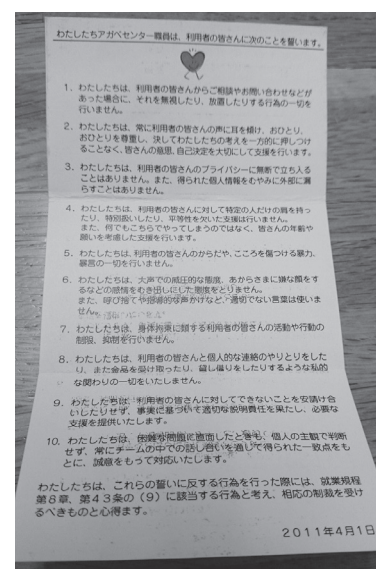 わたしたちアガペセンター職員は、利用者の皆さんに次のことを誓います。
1. わたしたちは、利用者の皆さんからご相談やお問い合わせなどが
あった場合に、それを無視したり、放置したりする行為の一切を
行いません。
2. わたしたちは、常に利用者の皆さんの声に耳を傾け、おひとり、
おひとりを尊重し、決してわたしたちの考えを一方的に押しつけ
ることなく、皆さんの意思、自己決定を大切にして支援を行います。
3. わたしたちは、利用者の皆さんのプライバシーに無断で立ち入る
ことはありません。また、得られた個人情報をむやみに外部に漏
らすことはありません。
4. わたしたちは、利用者の皆さんに対して特定の人だけの肩を持っ
たり、特別扱いしたり、平等性を欠いた支援は行いません。
また、何でもこちらでやってしまうのではなく、皆さんの年齢や
願いを考慮した支援を行います。
5. わたしたちは、利用者の皆さんのからだや、こころを傷つける暴力、
暴言の一切を行いません。
6. わたしたちは、大声での威圧的な態度、あからさまに嫌な顔をす
るなどの感情をむき出しにした態度をとりません。
また、呼び捨てや指導的な声かけなど、適切でない言葉は使いま
せん。
7. わたしたちは、身体拘束に類する利用者の皆さんの活動や行動の
制限、抑制を行いません。
8. わたしたちは、利用者の皆さんと個人的な連絡のやりとりをした
り、また金品を受け取ったり、貸し借りをしたりするような私的
な関わりの一切をいたしません。
9. わたしたちは、利用者の皆さんに対してできないことを安請け合
いしたりせず、事実に基づいて適切な説明責任を果たし、必要な
支援を提供いたします。
10. わたしたちは、困難な問題に直面したときも、個人の主観で判断
せず、常にチームの中での話し合いを通じて得られた一致点をも
とに、誠意をもって対応いたします。
わたしたちは、これらの誓いに反する行為を行った際には、就業規程
第8章、第43条の(9)に該当する行為と考え、相応の制裁を受け
るべきものと心得ます。
2011年4月1日